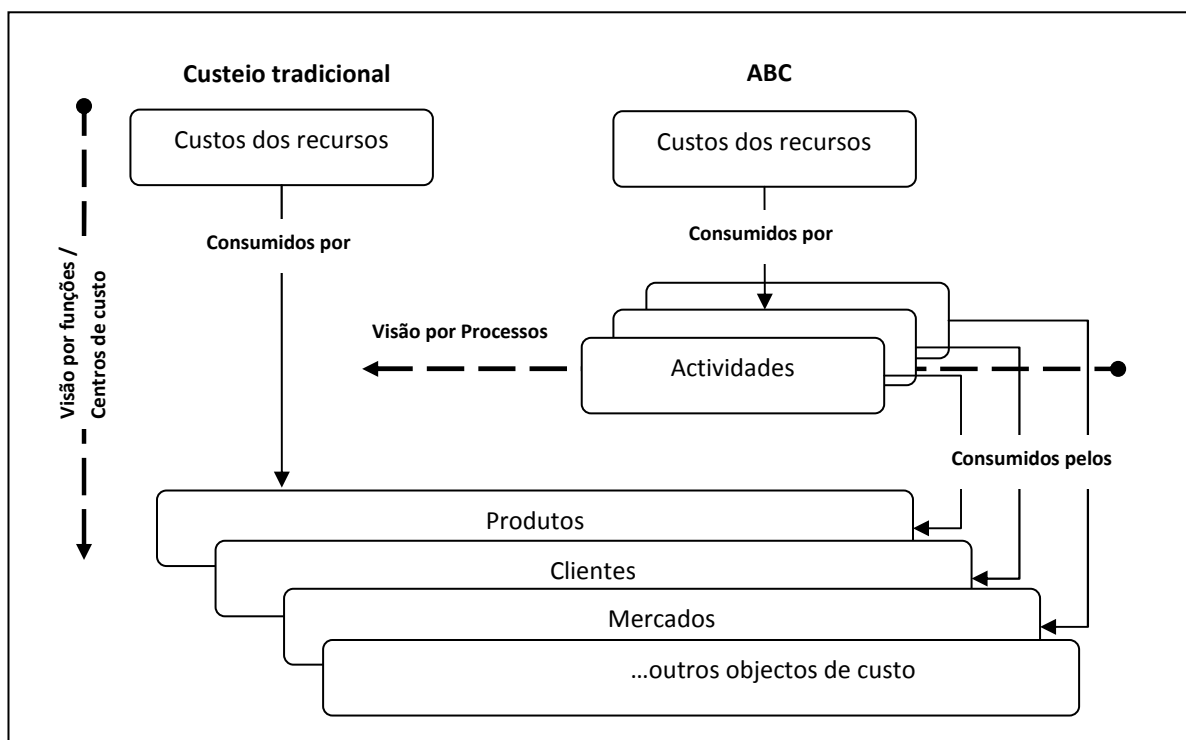 Custeio tradicional
ABC
Custos dos recursos
Custos dos recursos
Consumidos por
Consumidos por
Visão por funções /
Centros de custo
Visão por Processos
Actividades
Consumidos pelos
Produtos
Clientes
Mercados
...outros objectos de custo